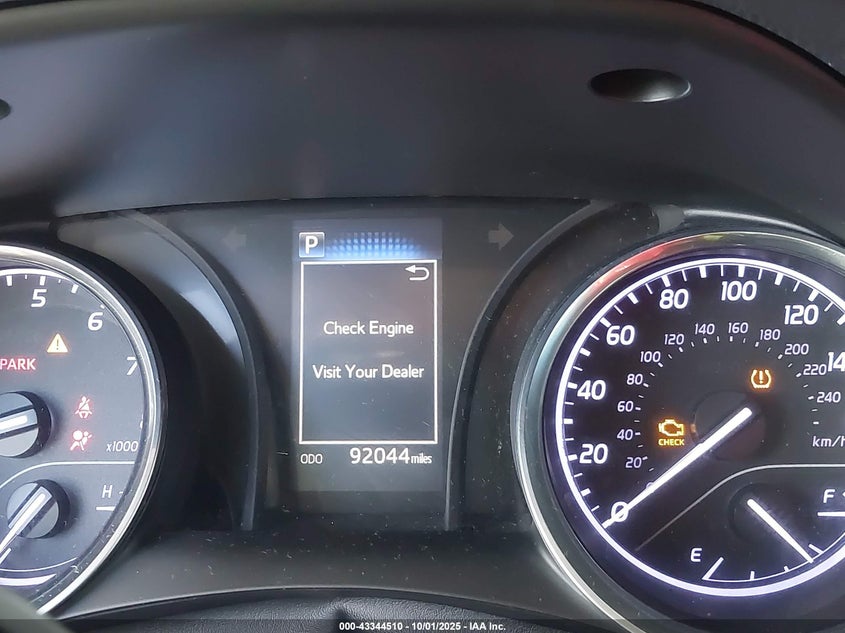 P
Check Engine
Visit Your Dealer
ODO 92044 miles
5
6
7
PARK
x1000
H
0
20
40
60
80
100
120
14
20
40
60
80
100
120
140
160
180
200
220
240
km/h
CHECK
E
F
000-43344510 - 10/01/2025 - IAA Inc.